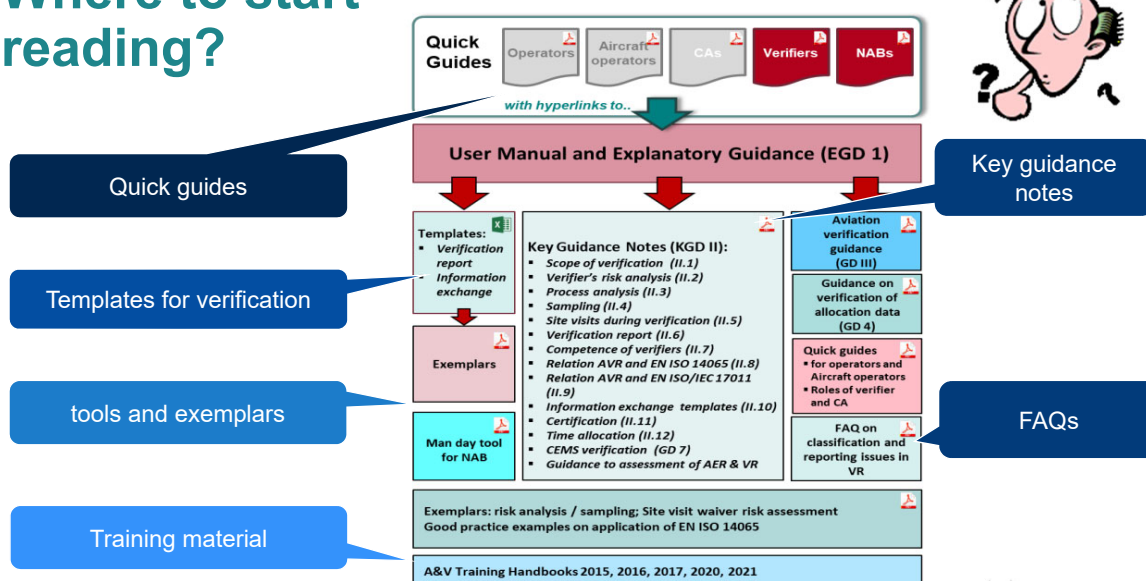 Where to start
reading?
Quick
Guides
Operators
Aircraft
operators
CAs
Verifiers
NABs
with hyperlinks to..
User Manual and Explanatory Guidance (EGD 1)
Quick guides
Templates for verification
tools and exemplars
Training material
Key guidance
notes
FAQs
Templates:
▪ Verification
report
▪ Information
exchange
Exemplars
Man day tool
for NAB
Key Guidance Notes (KGD II):
▪ Scope of verification (II.1)
▪ Verifier's risk analysis (II.2)
▪ Process analysis (II.3)
▪ Sampling (II.4)
▪ Site visits during verification (II.5)
▪ Verification report (II.6)
▪ Competence of verifiers (II.7)
▪ Relation AVR and EN ISO 14065 (II.8)
▪ Relation AVR and EN ISO/IEC 17011
(II.9)
▪ Information exchange templates (II.10)
▪ Certification (II.11)
▪ Time allocation (II.12)
▪ CEMS verification (GD 7)
▪ Guidance to assessment of AER & VR
Aviation
verification
guidance
(GD III)
Guidance on
verification of
allocation data
(GD 4)
Quick guides
▪ for operators and
Aircraft operators
▪ Roles of verifier
and CA
FAQ on
classification and
reporting issues in
VR
Exemplars: risk analysis / sampling; Site visit waiver risk assessment
Good practice examples on application of EN ISO 14065
A&V Training Handbooks 2015, 2016, 2017, 2020, 2021